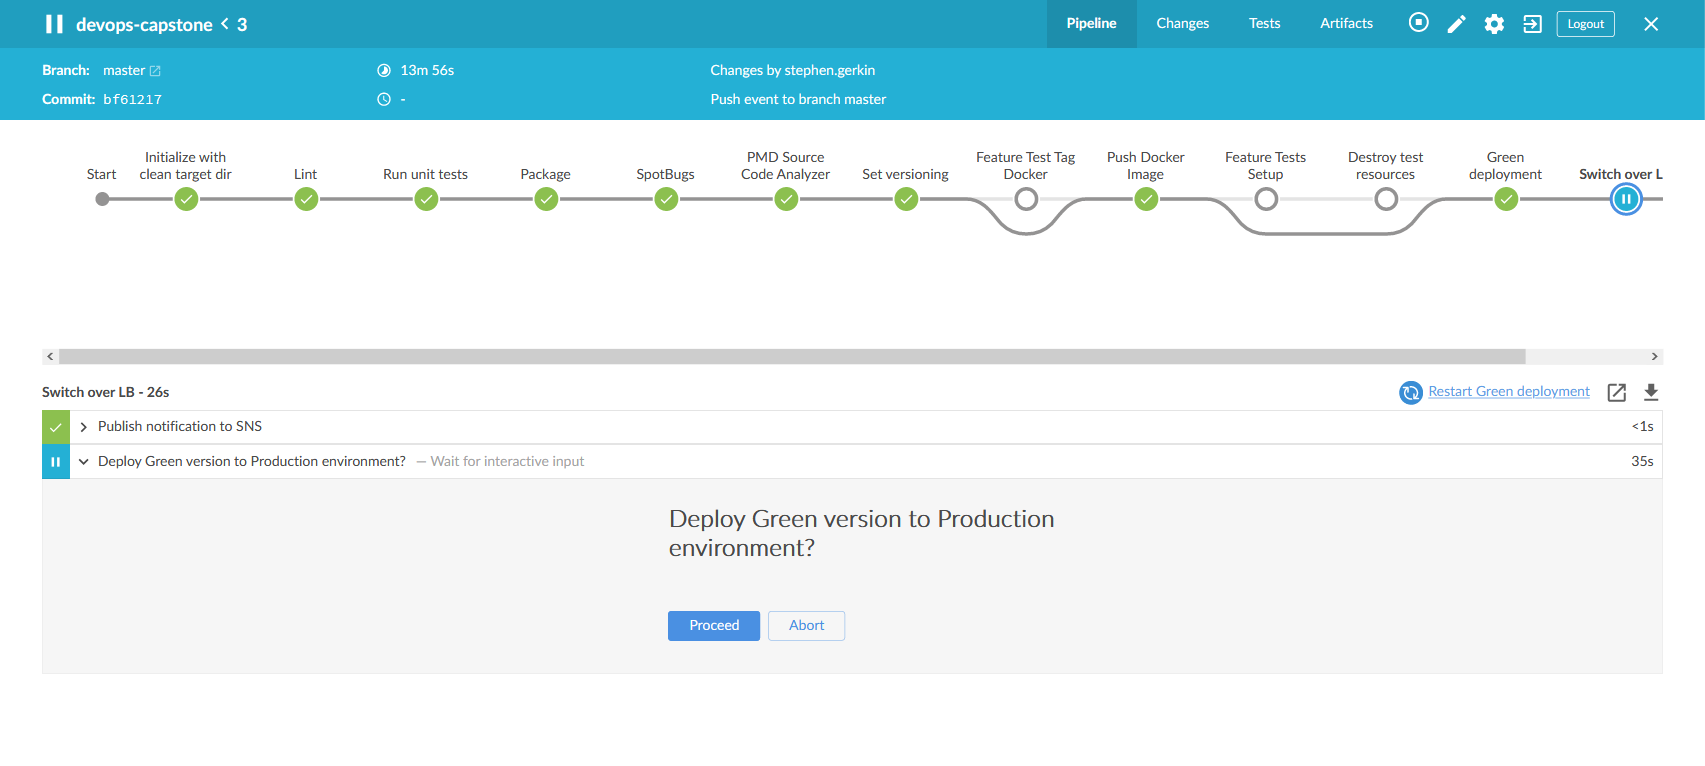 devops-capstone < 3
Pipeline Changes Tests Artifacts Logout
Branch: master 13m 56s Changes by stephen.gerkin
Commit: bf61217 - Push event to branch master
Start
Initialize with
clean target dir
Lint
Run unit tests
Package
SpotBugs
PMD Source
Code Analyzer
Set versioning
Feature Test Tag
Docker
Push Docker
Image
Feature Tests
Setup
Destroy test
resources
Green
deployment
Switch over L
Switch over LB - 26s
Restart Green deployment
Publish notification to SNS <1s
Deploy Green version to Production environment? — Wait for interactive input 35s
Deploy Green version to Production
environment?
Proceed Abort